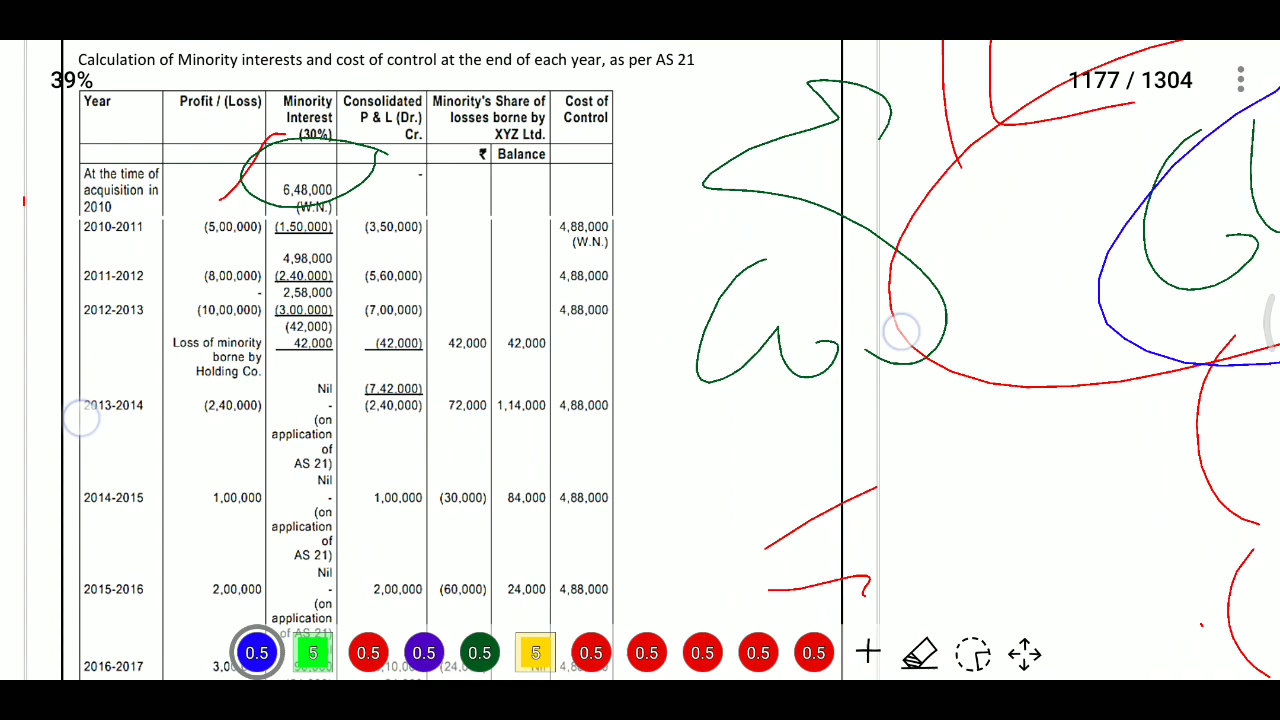 Calculation of Minority interests and cost of control at the end of each year, as per AS 21
39%
1177 / 1304
Year Profit / (Loss) Minority Interest (30%) Consolidated P & L (Dr.) Cr. Minority's Share of losses borne by XYZ Ltd. Cost of Control
₹ Balance
At the time of acquisition in 2010 6,48,000 (W.N.) -
2010-2011 (5,00,000) (1,50,000) (3,50,000) 4,88,000 (W.N.)
4,98,000
2011-2012 (8,00,000) (2,40,000) (5,60,000) 4,88,000
- 2,58,000
2012-2013 (10,00,000) (3,00,000) (7,00,000) 4,88,000
(42,000)
Loss of minority borne by Holding Co. 42,000 (42,000) 42,000 42,000
Nil (7,42,000)
2013-2014 (2,40,000) - (2,40,000) 72,000 1,14,000 4,88,000
(on
application
of
AS 21)
Nil
2014-2015 1,00,000 - 1,00,000 (30,000) 84,000 4,88,000
(on
application
of
AS 21)
Nil
2015-2016 2,00,000 - 2,00,000 (60,000) 24,000 4,88,000
(on
application
of AS 21)
2016-2017
0.5 5 0.5 0.5 0.5 5 0.5 0.5 0.5 0.5 0.5